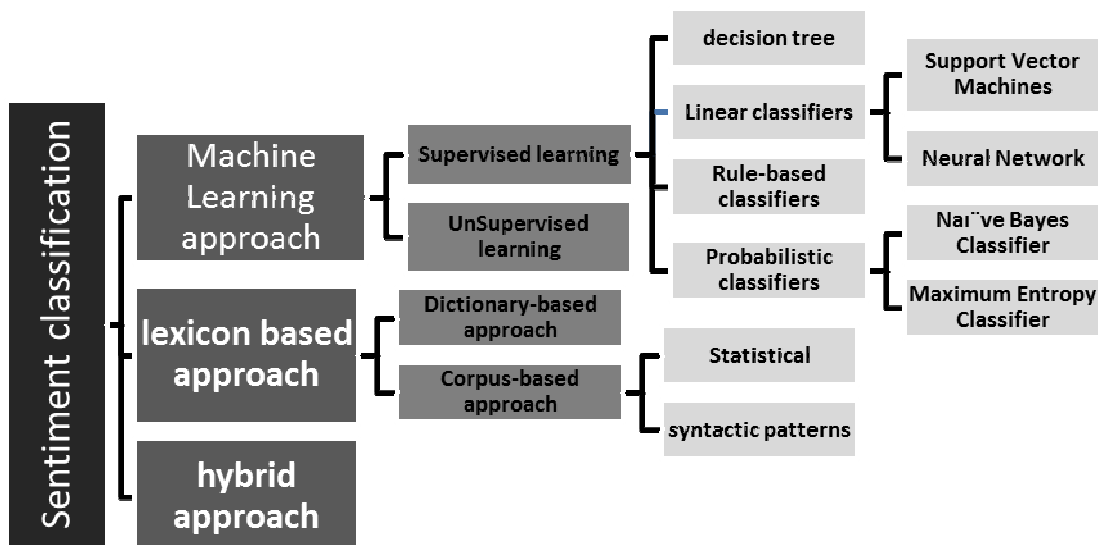 Sentiment classification
Machine
Learning
approach
Supervised learning
decision tree
Linear classifiers
Support Vector
Machines
Neural Network
Rule-based
classifiers
Probilistic
classifiers
Nai¨ve Bayes
Classifier
Maximum Entropy
Classifier
UnSupervised
learning
lexicon based
approach
Dictionary-based
approach
Corpus-based
approach
Statistical
syntactic patterns
hybrid
approach